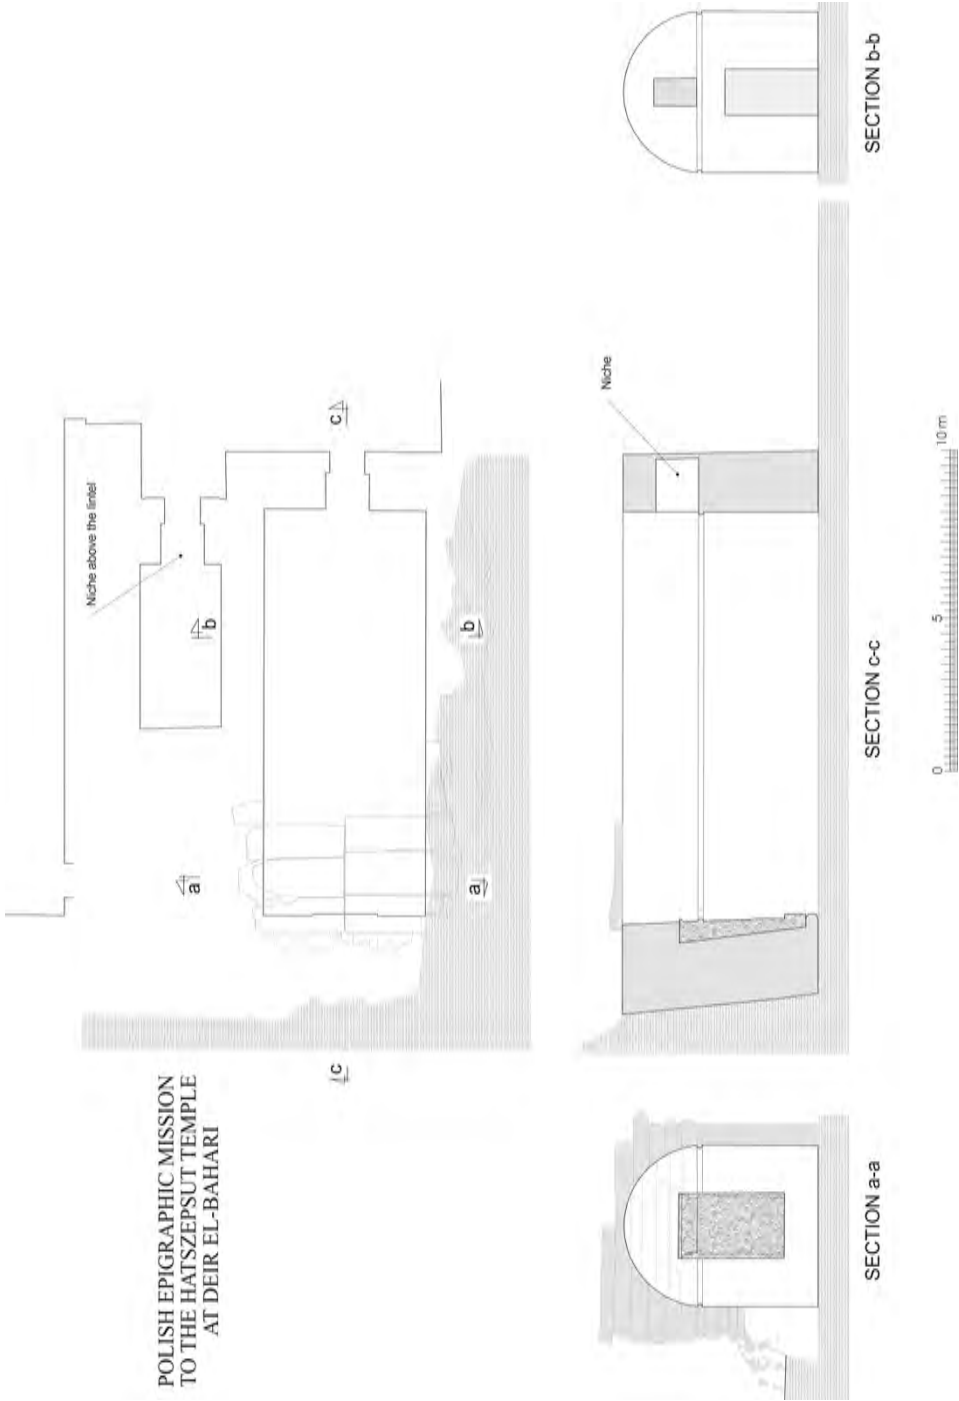 POLISH EPIGRAPHIC MISSION
TO THE HATSZEPSUT TEMPLE
AT DEIR EL-BAHARI
Niche above the lintel
c
c
b
b
a
a
Niche
SECTION a-a
SECTION c-c
SECTION b-b
0
5
10 m